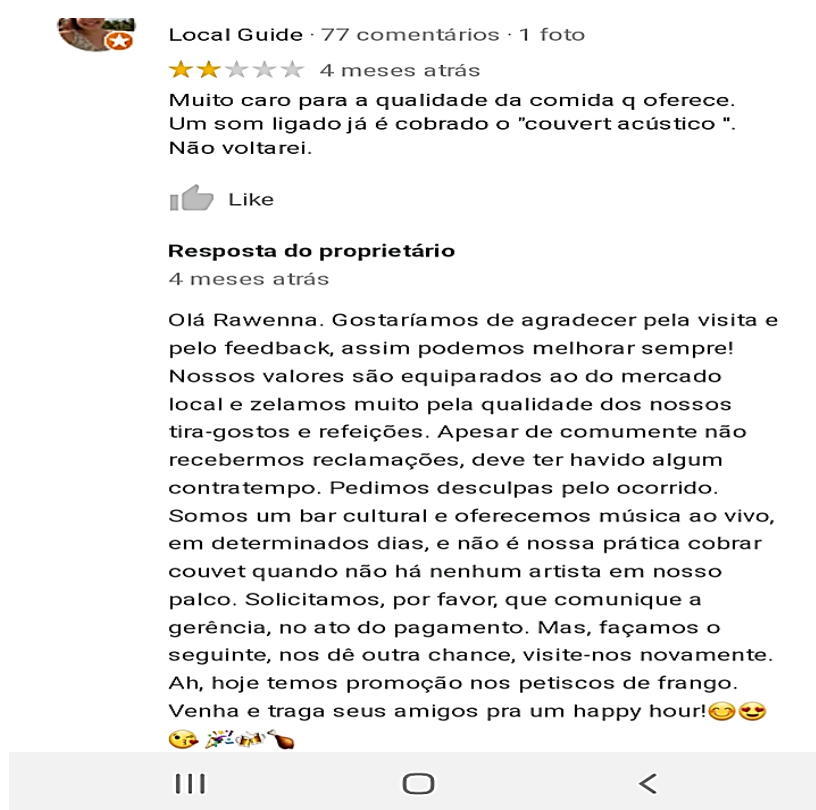 Local Guide · 77 comentários · 1 foto
4 meses atrás
Muito caro para a qualidade da comida q oferece.
Um som ligado já é cobrado o "couvert acústico ".
Não voltarei.
Like
Resposta do proprietário
4 meses atrás
Olá Rawenna. Gostaríamos de agradecer pela visita e
pelo feedback, assim podemos melhorar sempre!
Nossos valores são equiparados ao do mercado
local e zelamos muito pela qualidade dos nossos
tira-gostos e refeições. Apesar de comumente não
recebermos reclamações, deve ter havido algum
contratempo. Pedimos desculpas pelo ocorrido.
Somos um bar cultural e oferecemos música ao vivo,
em determinados dias, e não é nossa prática cobrar
couvet quando não há nenhum artista em nosso
palco. Solicitamos, por favor, que comunique a
gerência, no ato do pagamento. Mas, façamos o
seguinte, nos dê outra chance, visite-nos novamente.
Ah, hoje temos promoção nos petiscos de frango.
Venha e traga seus amigos pra um happy hour!😊😍
😘🎉🍻🍗